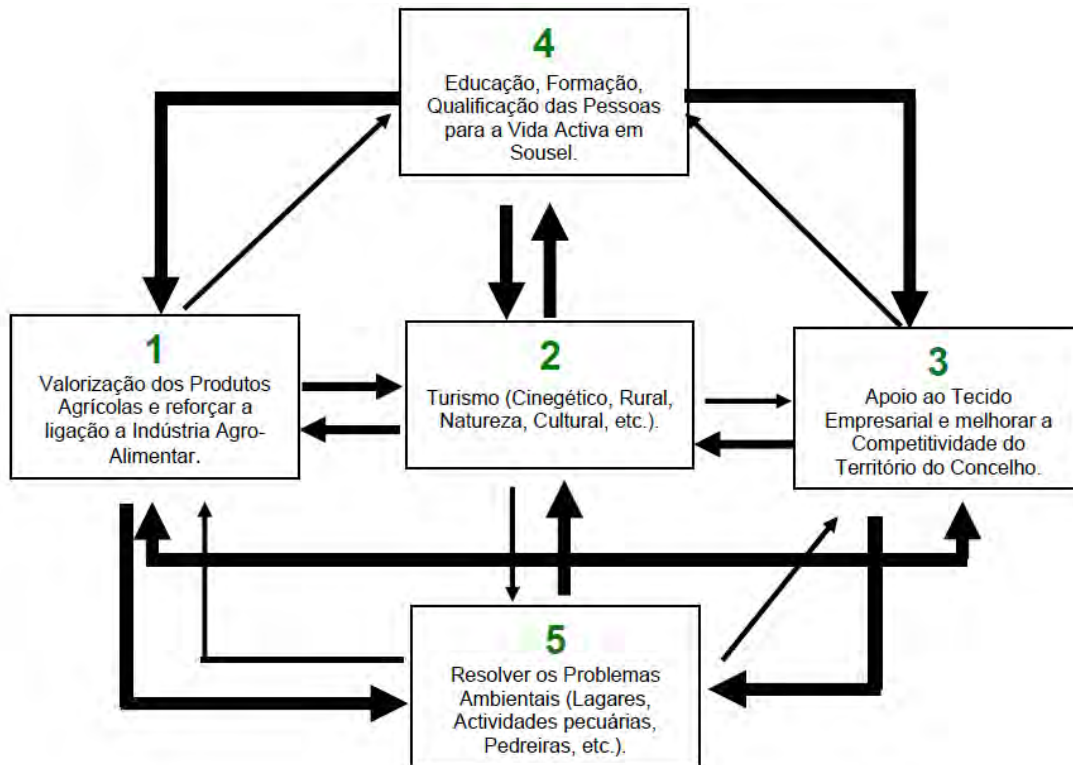 4
Educação, Formação,
Qualificação das Pessoas
para a Vida Activa em
Sousel.
1
Valorização dos Produtos
Agrícolas e reforçar a
ligação a Indústria Agro-
Alimentar.
2
Turismo (Cinegético, Rural,
Natureza, Cultural, etc.).
3
Apoio ao Tecido
Empresarial e melhorar a
Competitividade do
Território do Concelho.
5
Resolver os Problemas
Ambientais (Lagares,
Actividades pecuárias,
Pedreiras, etc.).